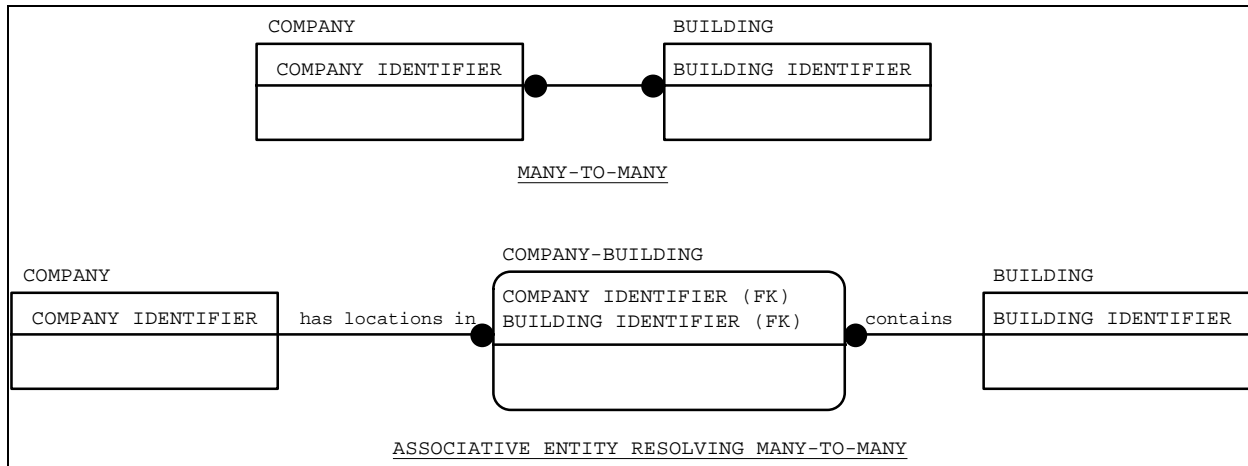 COMPANY
BUILDING
COMPANY IDENTIFIER
BUILDING IDENTIFIER
MANY-TO-MANY
COMPANY-BUILDING
COMPANY
BUILDING
COMPANY IDENTIFIER (FK)
COMPANY IDENTIFIER
has locations in
BUILDING IDENTIFIER (FK)
contains
BUILDING IDENTIFIER
ASSOCIATIVE ENTITY RESOLVING MANY-TO-MANY